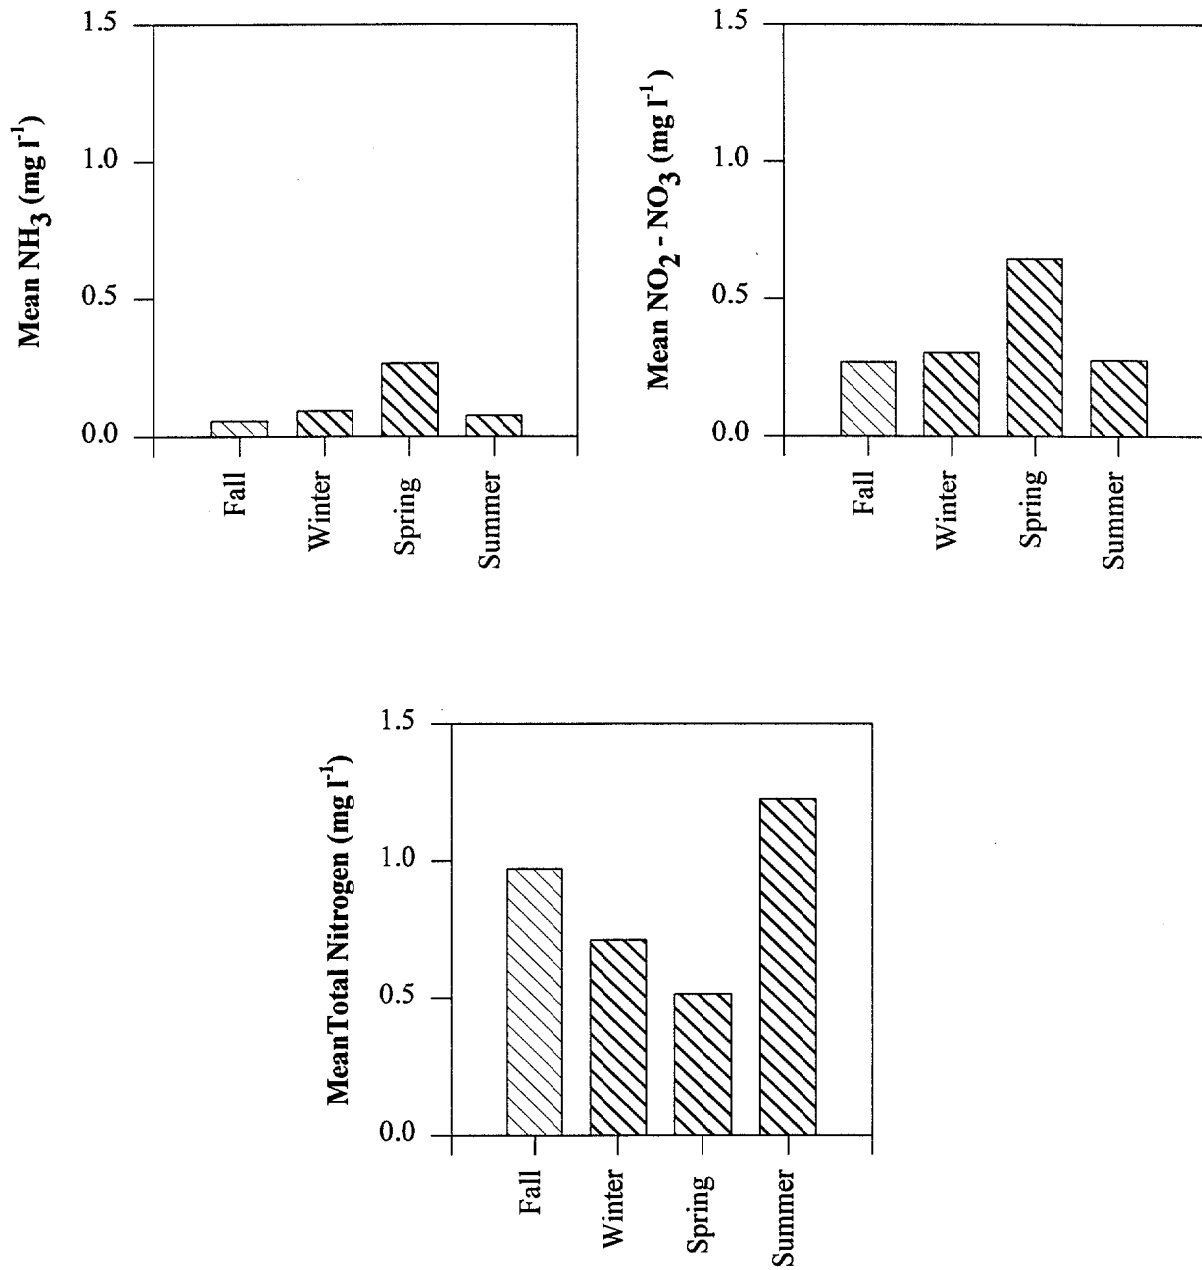 Mean NH3 (mg l-1)
1.5
1.0
0.5
0.0
Fall
Winter
Spring
Summer
Mean NO2 - NO3 (mg l-1)
1.5
1.0
0.5
0.0
Fall
Winter
Spring
Summer
MeanTotal Nitrogen (mg l-1)
1.5
1.0
0.5
0.0
Fall
Winter
Spring
Summer